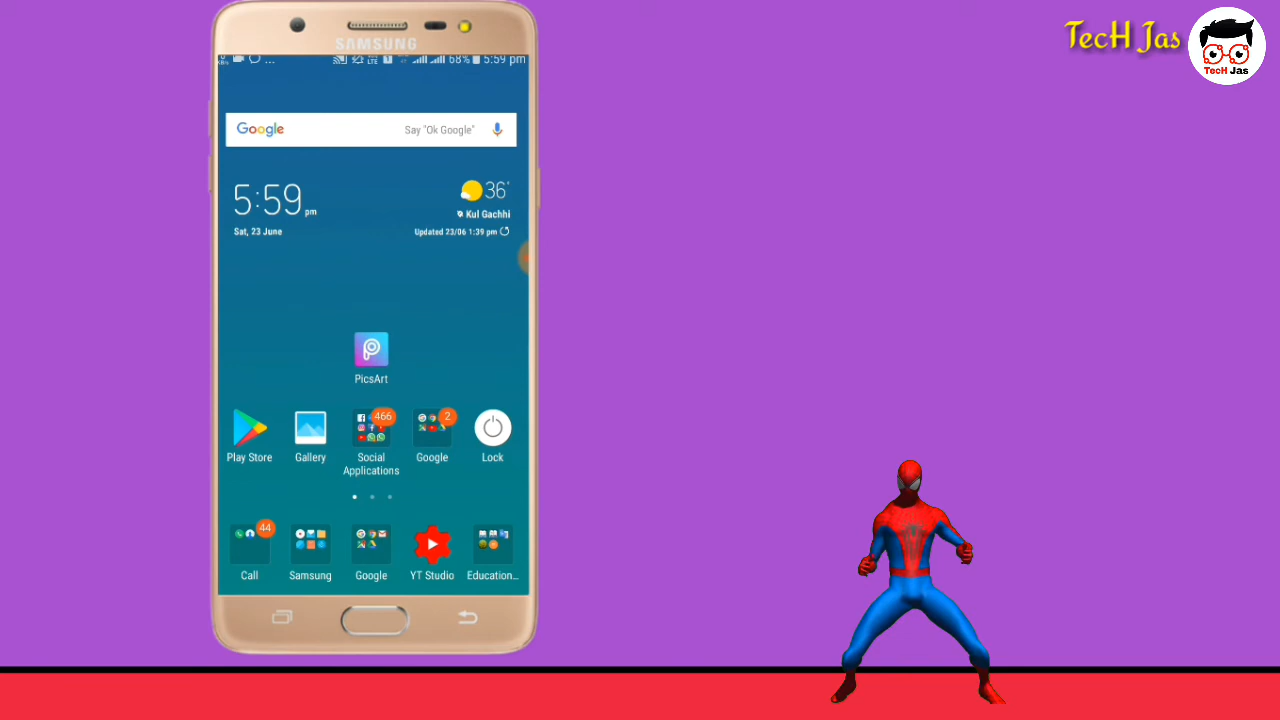 TecH Jas
TecH Jas
SAMSUNG
... 68% 5:59 pm
Google Say "Ok Google"
5:59 pm
36°
Kul Gachhi
Sat, 23 June
Updated 23/06 1:39 pm
PicsArt
466
2
Play Store
Gallery
Social Applications
Google
Lock
44
Call
Samsung
Google
YT Studio
Education...